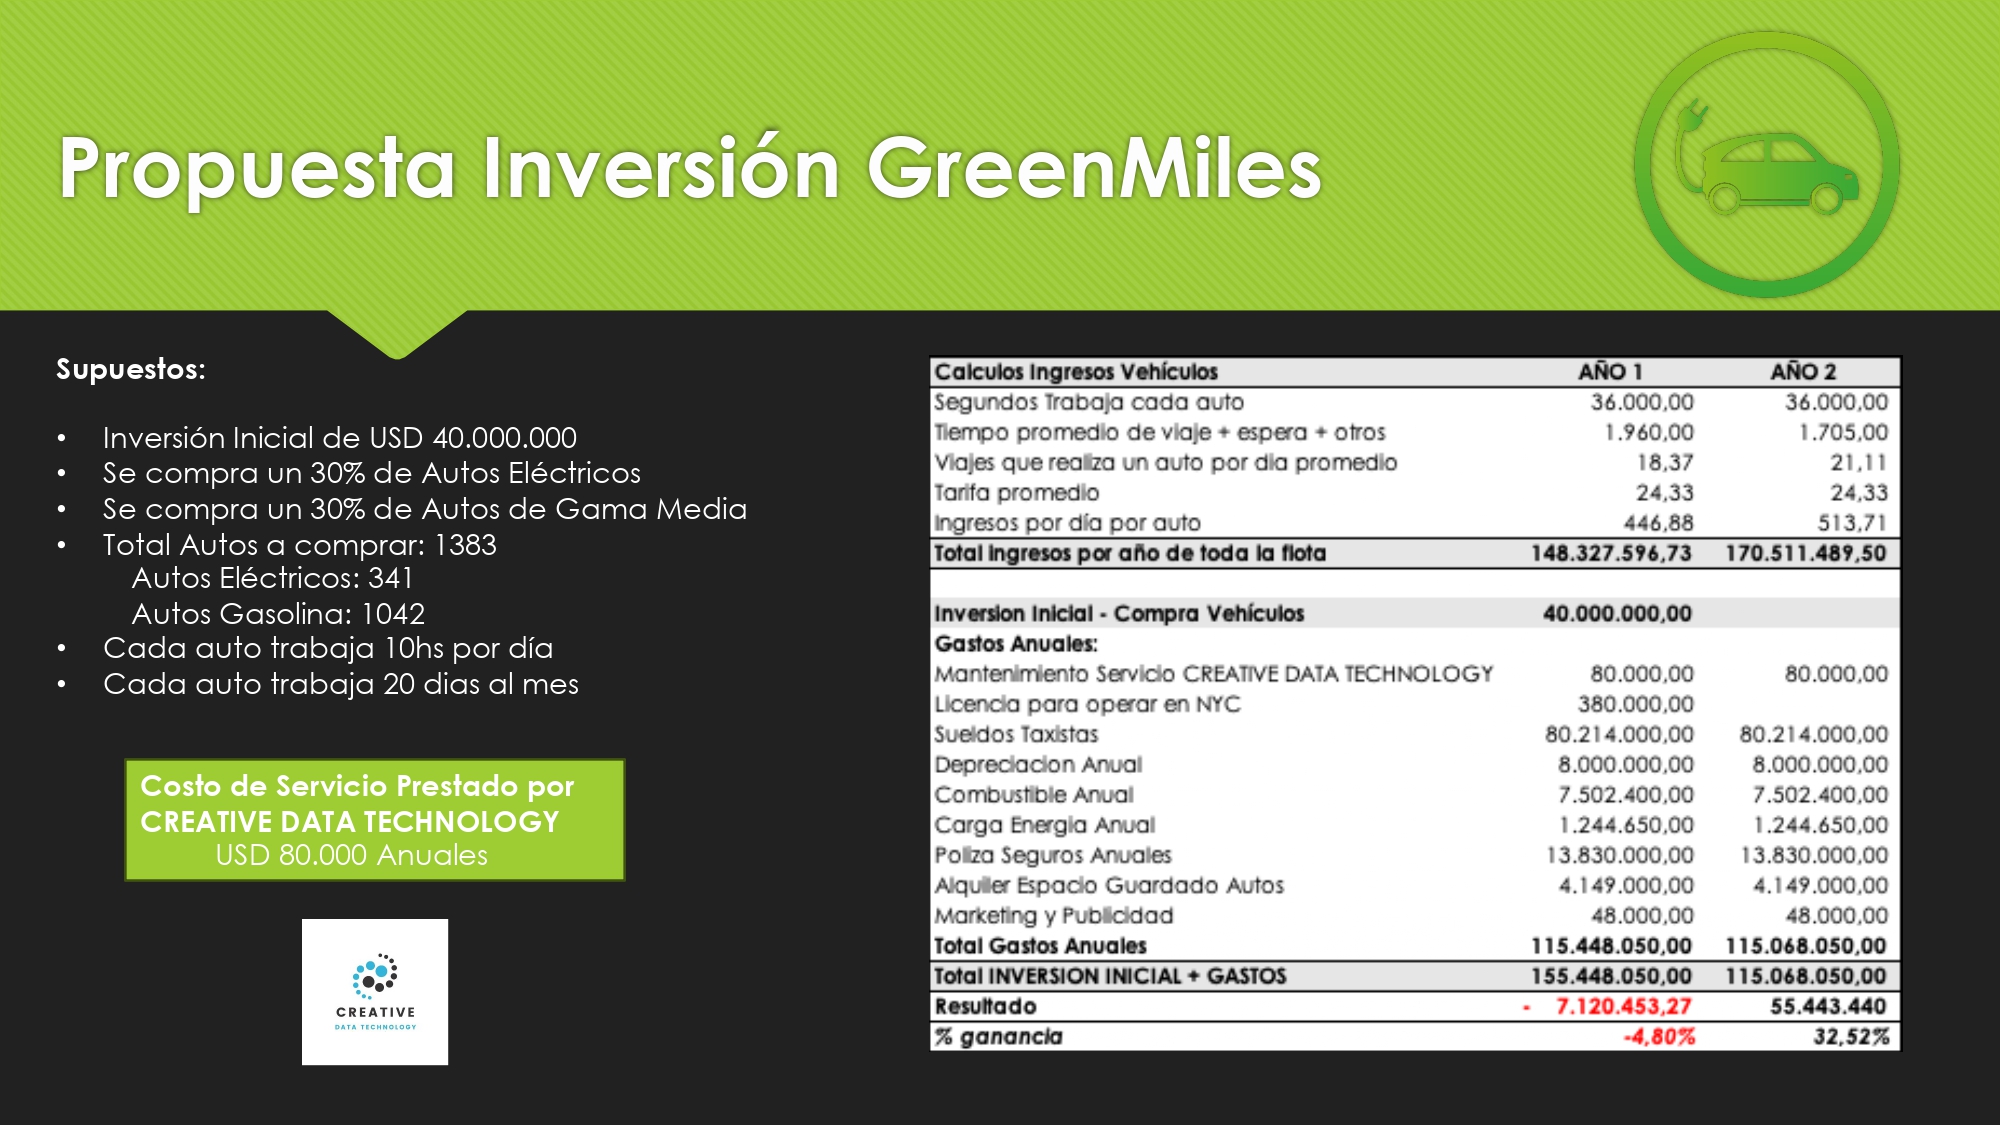 Propuesta Inversión GreenMiles
Supuestos:
• Inversión Inicial de USD 40.000.000
• Se compra un 30% de Autos Eléctricos
• Se compra un 30% de Autos de Gama Media
• Total Autos a comprar: 1383
Autos Eléctricos: 341
Autos Gasolina: 1042
• Cada auto trabaja 10hs por día
• Cada auto trabaja 20 dias al mes
Costo de Servicio Prestado por
CREATIVE DATA TECHNOLOGY
USD 80.000 Anuales
CREATIVE
DATA TECHNOLOGY
Calculos Ingresos Vehículos AÑO 1 AÑO 2
Segundos Trabaja cada auto 36.000,00 36.000,00
Tiempo promedio de viaje + espera + otros 1.960,00 1.705,00
Viajes que realiza un auto por dia promedio 18,37 21,11
Tarifa promedio 24,33 24,33
Ingresos por día por auto 446,88 513,71
Total ingresos por año de toda la flota 148.327.596,73 170.511.489,50
Inversion Inicial - Compra Vehículos 40.000.000,00
Gastos Anuales:
Mantenimiento Servicio CREATIVE DATA TECHNOLOGY 80.000,00 80.000,00
Licencia para operar en NYC 380.000,00
Sueldos Taxistas 80.214.000,00 80.214.000,00
Depreciacion Anual 8.000.000,00 8.000.000,00
Combustible Anual 7.502.400,00 7.502.400,00
Carga Energia Anual 1.244.650,00 1.244.650,00
Poliza Seguros Anuales 13.830.000,00 13.830.000,00
Alquiler Espacio Guardado Autos 4.149.000,00 4.149.000,00
Marketing y Publicidad 48.000,00 48.000,00
Total Gastos Anuales 115.448.050,00 115.068.050,00
Total INVERSION INICIAL + GASTOS 155.448.050,00 115.068.050,00
Resultado - 7.120.453,27 55.443.440
% ganancia -4,80% 32,52%